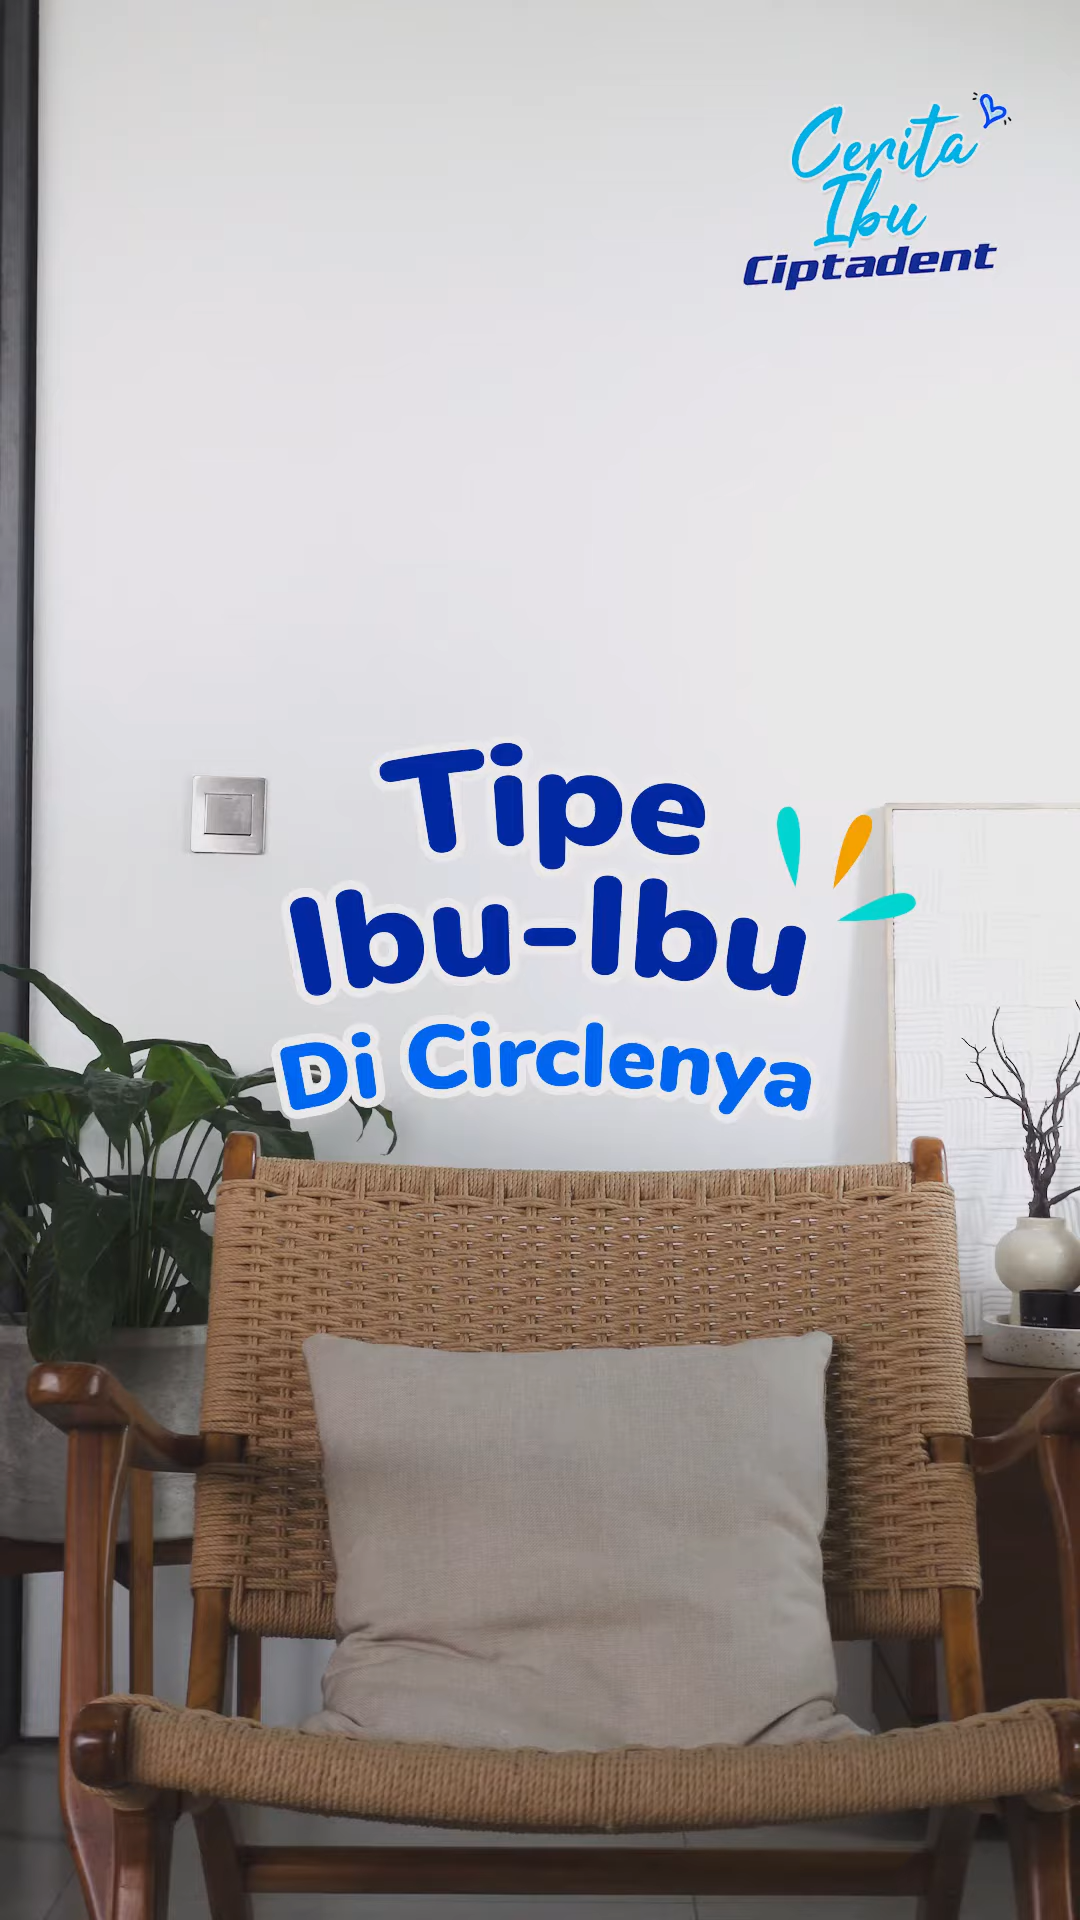 Cerita
Ibu
Ciptadent
Tipe
Ibu-Ibu
Di Circlenya